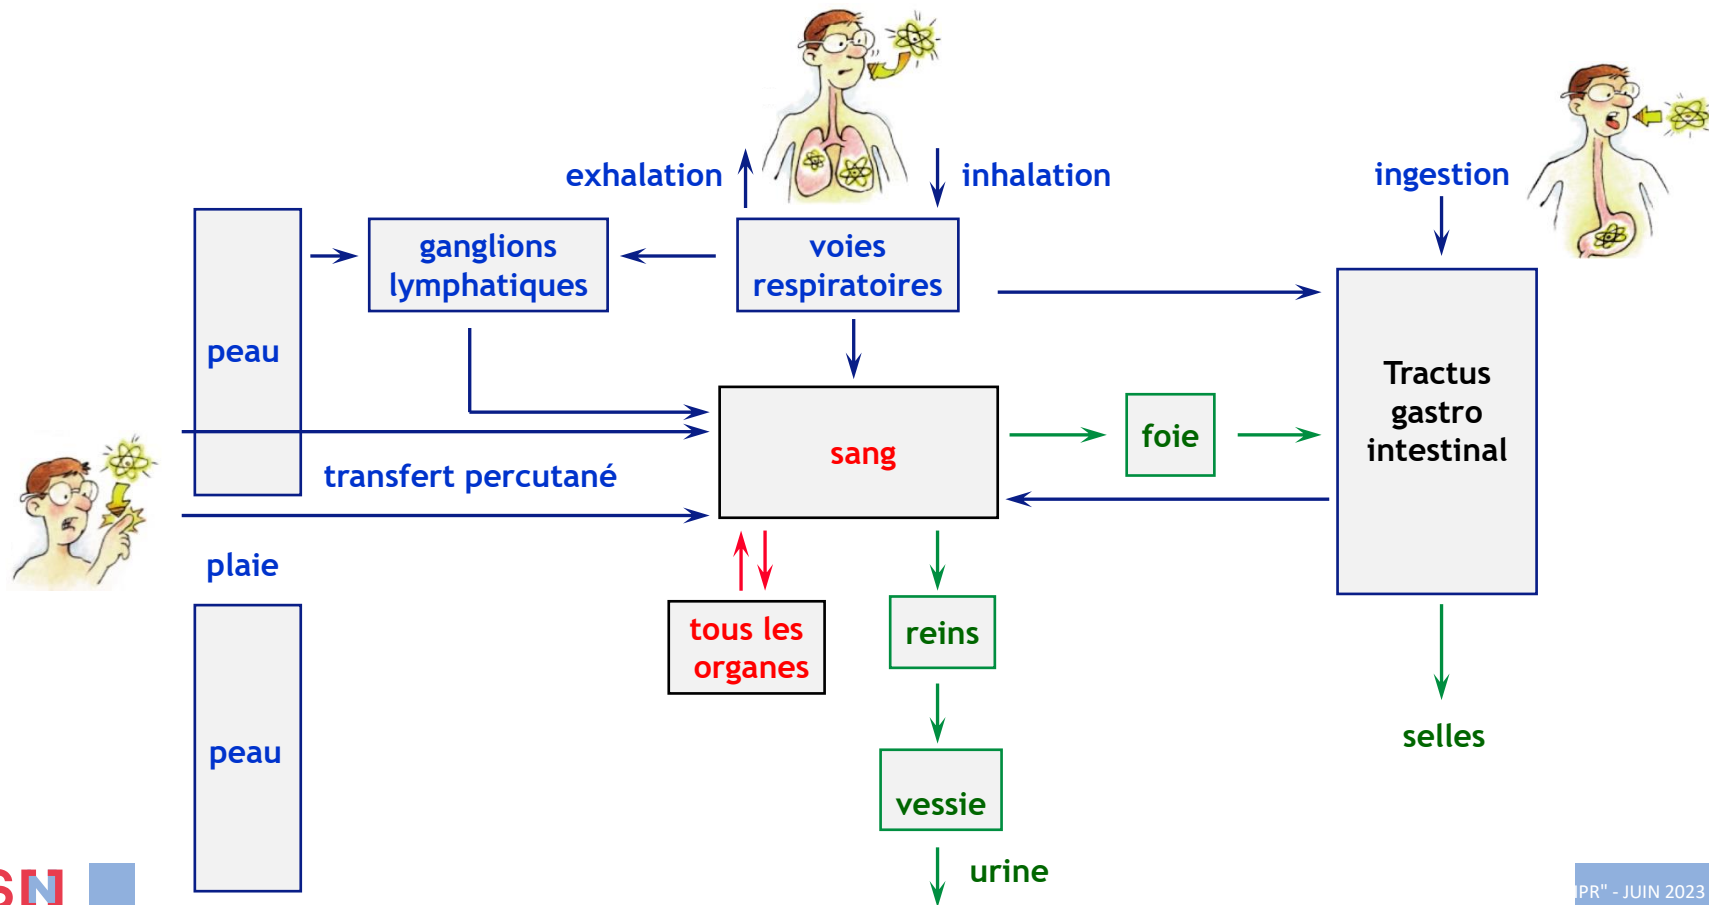 exhalation
inhalation
ingestion
ganglions
lymphatiques
voies
respiratoires
peau
Tractus
gastro
intestinal
sang
foie
transfert percutané
plaie
tous les
organes
reins
peau
selles
vessie
urine
SN
IPR" - JUIN 2023